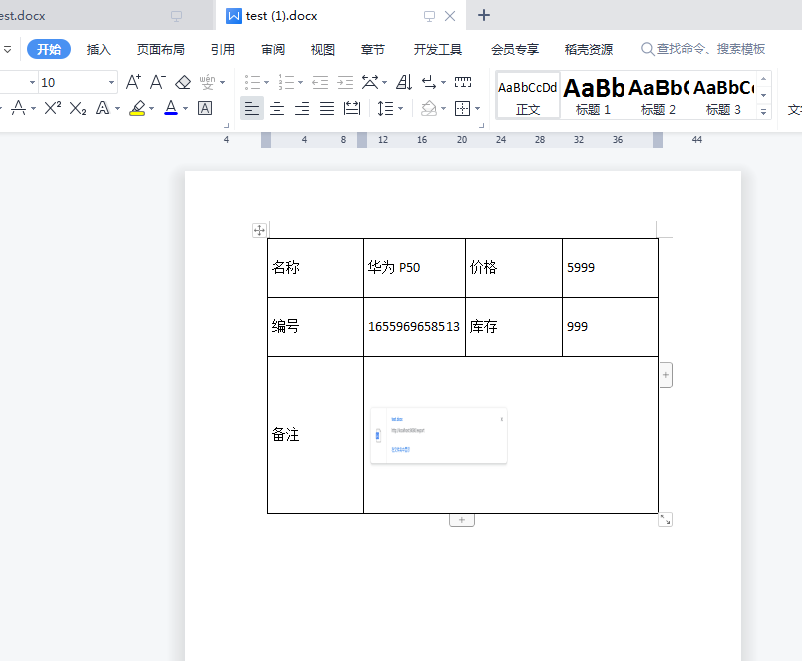 est.docx
test (1).docx
开始 插入 页面布局 引用 审阅 视图 章节 开发工具 会员专享 稻壳资源 查找命令、搜索模板
10
AaBbCcDd AaBb AaBb( AaBbC
正文 标题 1 标题 2 标题 3
4 4 8 12 16 20 24 28 32 36 44
名称 华为 P50 价格 5999
编号 1655969658513 库存 999
备注